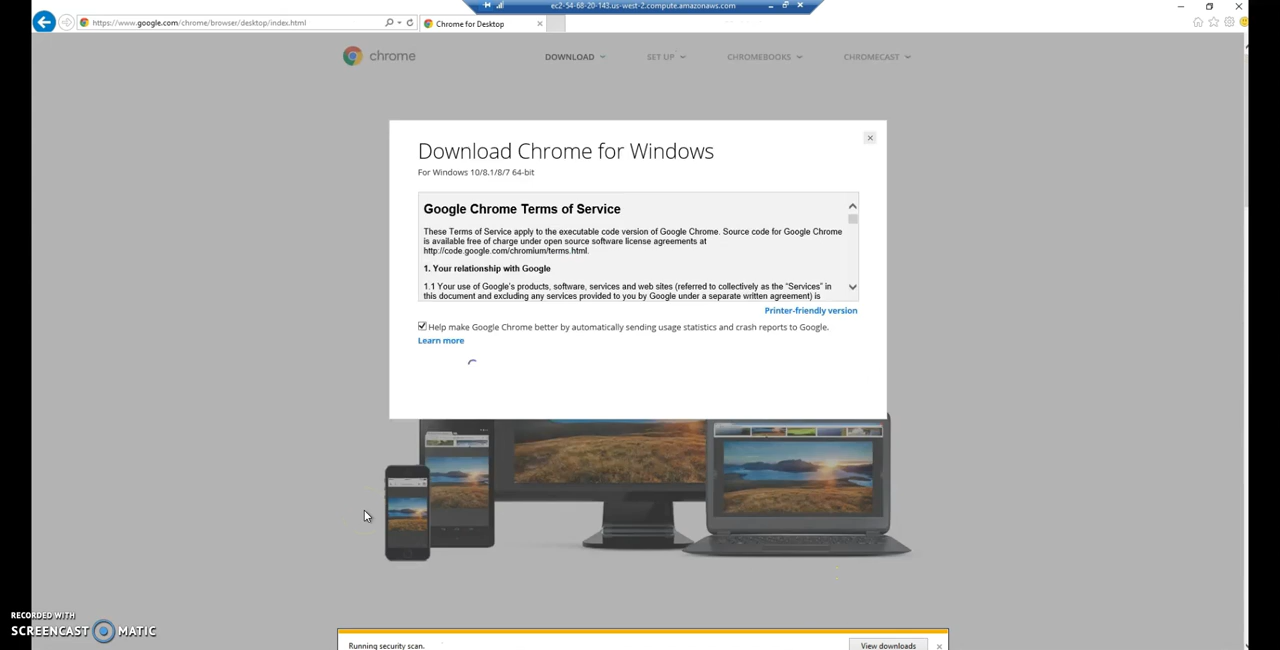 ec2-54-68-20-143.us-west-2.compute.amazonaws.com
https://www.google.com/chrome/browser/desktop/index.html
Chrome for Desktop
chrome
DOWNLOAD
SET UP
CHROMEBOOKS
CHROMECAST
Download Chrome for Windows
For Windows 10/8.1/8/7 64-bit
Google Chrome Terms of Service
These Terms of Service apply to the executable code version of Google Chrome. Source code for Google Chrome
is available free of charge under open source software license agreements at
http://code.google.com/chromium/terms.html.
1. Your relationship with Google
1.1 Your use of Google's products, software, services and web sites (referred to collectively as the “Services” in
this document and excluding any services provided to you by Google under a separate written agreement) is
Printer-friendly version
Help make Google Chrome better by automatically sending usage statistics and crash reports to Google.
Learn more
RECORDED WITH
SCREENCAST MATIC
Running security scan.
View downloads